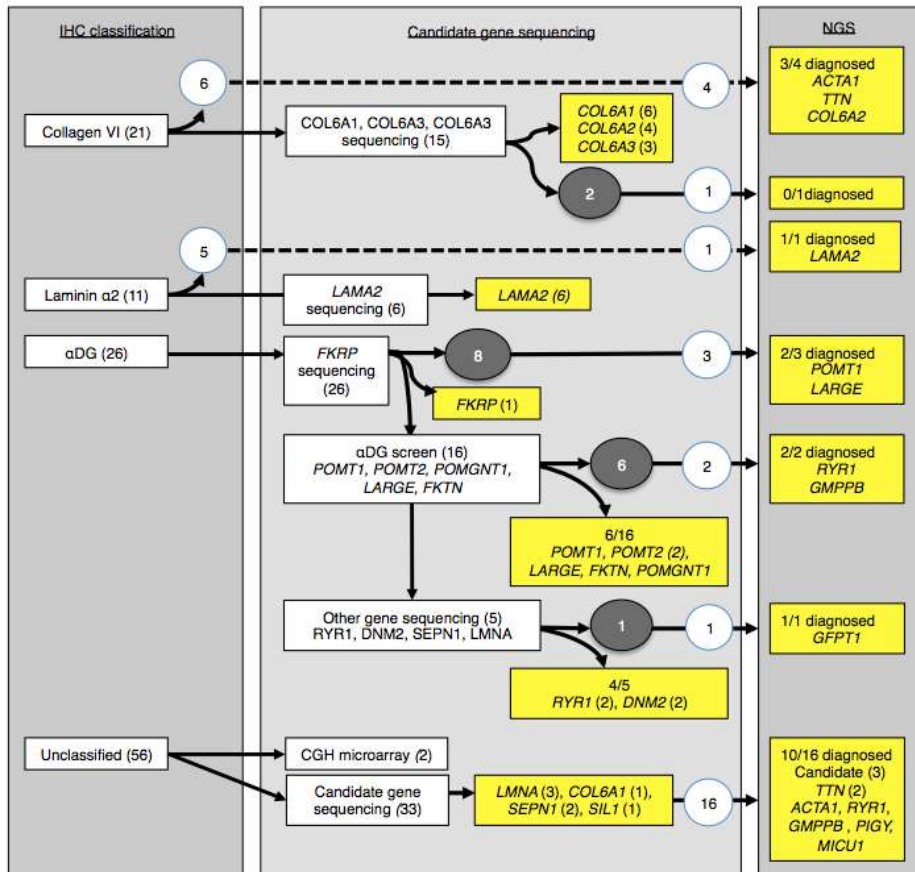 IHC classification
Candidate gene sequencing
NGS
6
4
3/4 diagnosed
ACTA1
TTN
COL6A2
Collagen VI (21)
COL6A1, COL6A3, COL6A3
sequencing (15)
COL6A1 (6)
COL6A2 (4)
COL6A3 (3)
2
1
0/1diagnosed
5
1
1/1 diagnosed
LAMA2
Laminin α2 (11)
LAMA2
sequencing (6)
LAMA2 (6)
αDG (26)
FKRP
sequencing
(26)
8
3
2/3 diagnosed
POMT1
LARGE
FKRP (1)
αDG screen (16)
POMT1, POMT2, POMGNT1,
LARGE, FKTN
6
2
2/2 diagnosed
RYR1
GMPPB
6/16
POMT1, POMT2 (2),
LARGE, FKTN, POMGNT1
Other gene sequencing (5)
RYR1, DNM2, SEPN1, LMNA
1
1
1/1 diagnosed
GFPT1
4/5
RYR1 (2), DNM2 (2)
Unclassified (56)
CGH microarray (2)
Candidate gene
sequencing (33)
LMNA (3), COL6A1 (1),
SEPN1 (2), SIL1 (1)
16
10/16 diagnosed
Candidate (3)
TTN (2)
ACTA1, RYR1,
GMPPB , PIGY,
MICU1